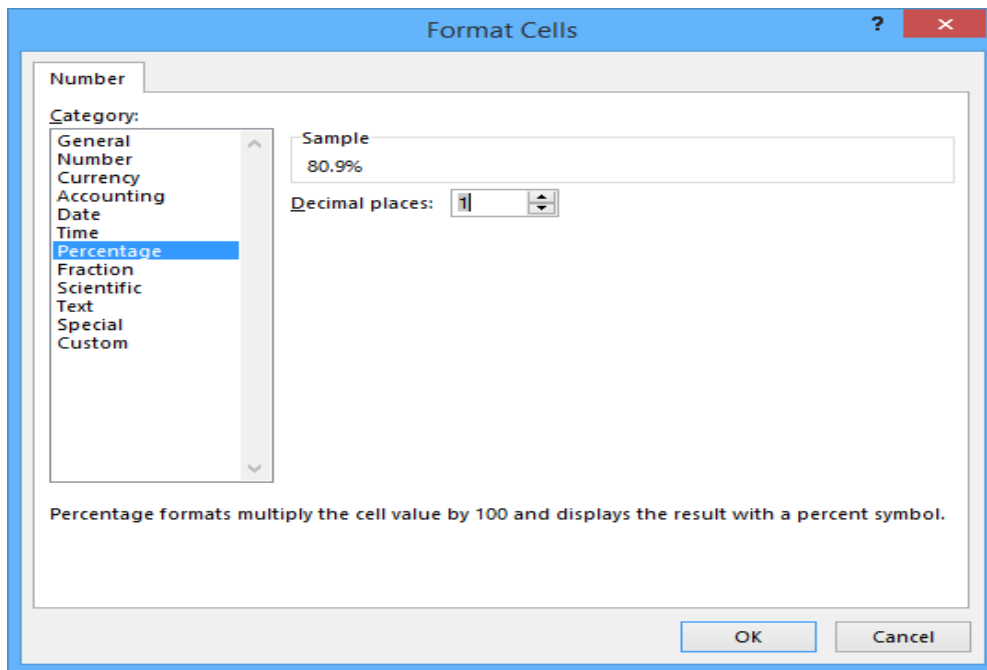 Format Cells
?
Number
Category:
General
Number
Currency
Accounting
Date
Time
Percentage
Fraction
Scientific
Text
Special
Custom
Sample
80.9%
Decimal places: 1
Percentage formats multiply the cell value by 100 and displays the result with a percent symbol.
OK
Cancel